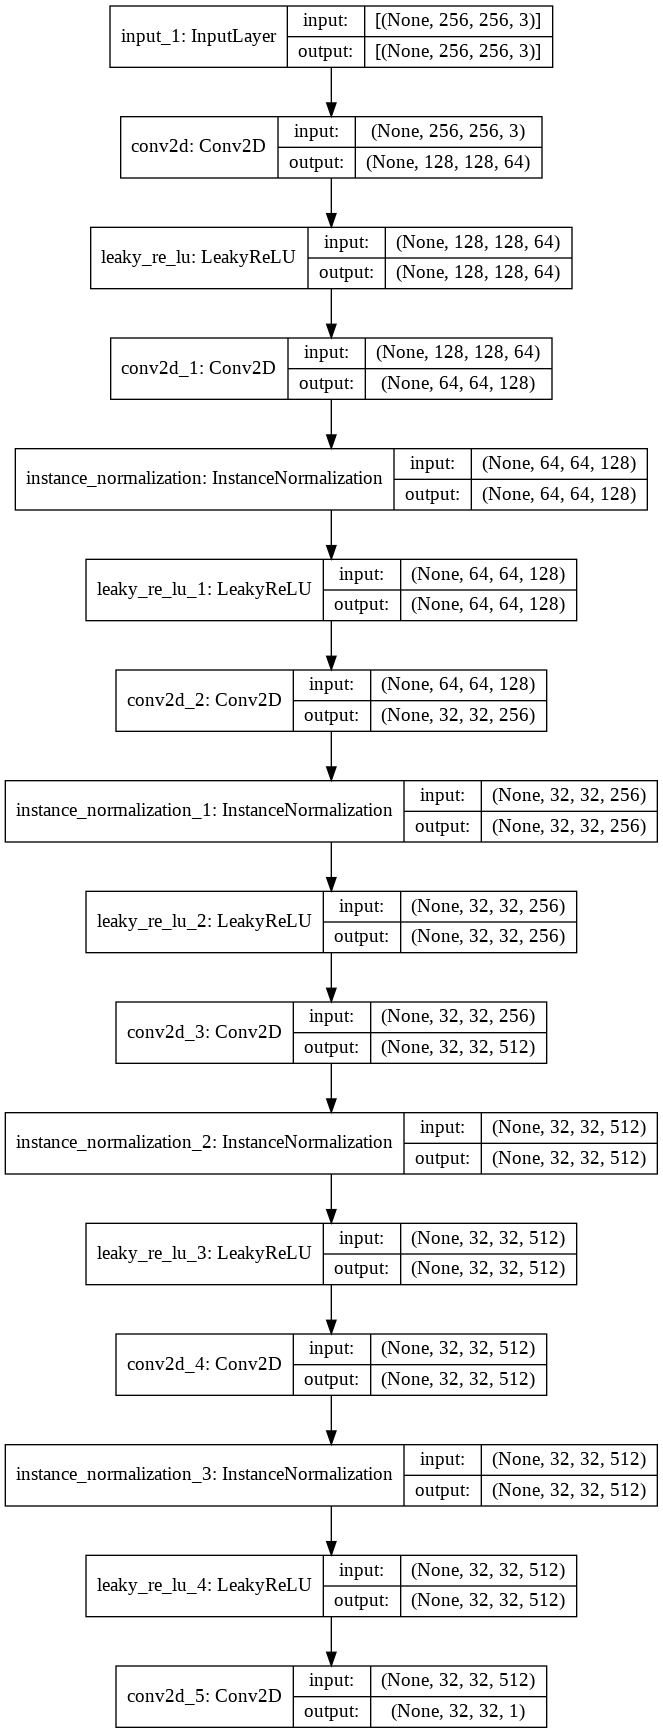 input_1: InputLayer
input: [(None, 256, 256, 3)]
output: [(None, 256, 256, 3)]
conv2d: Conv2D
input: (None, 256, 256, 3)
output: (None, 128, 128, 64)
leaky_re_lu: LeakyReLU
input: (None, 128, 128, 64)
output: (None, 128, 128, 64)
conv2d_1: Conv2D
input: (None, 128, 128, 64)
output: (None, 64, 64, 128)
instance_normalization: InstanceNormalization
input: (None, 64, 64, 128)
output: (None, 64, 64, 128)
leaky_re_lu_1: LeakyReLU
input: (None, 64, 64, 128)
output: (None, 64, 64, 128)
conv2d_2: Conv2D
input: (None, 64, 64, 128)
output: (None, 32, 32, 256)
instance_normalization_1: InstanceNormalization
input: (None, 32, 32, 256)
output: (None, 32, 32, 256)
leaky_re_lu_2: LeakyReLU
input: (None, 32, 32, 256)
output: (None, 32, 32, 256)
conv2d_3: Conv2D
input: (None, 32, 32, 256)
output: (None, 32, 32, 512)
instance_normalization_2: InstanceNormalization
input: (None, 32, 32, 512)
output: (None, 32, 32, 512)
leaky_re_lu_3: LeakyReLU
input: (None, 32, 32, 512)
output: (None, 32, 32, 512)
conv2d_4: Conv2D
input: (None, 32, 32, 512)
output: (None, 32, 32, 512)
instance_normalization_3: InstanceNormalization
input: (None, 32, 32, 512)
output: (None, 32, 32, 512)
leaky_re_lu_4: LeakyReLU
input: (None, 32, 32, 512)
output: (None, 32, 32, 512)
conv2d_5: Conv2D
input: (None, 32, 32, 512)
output: (None, 32, 32, 1)